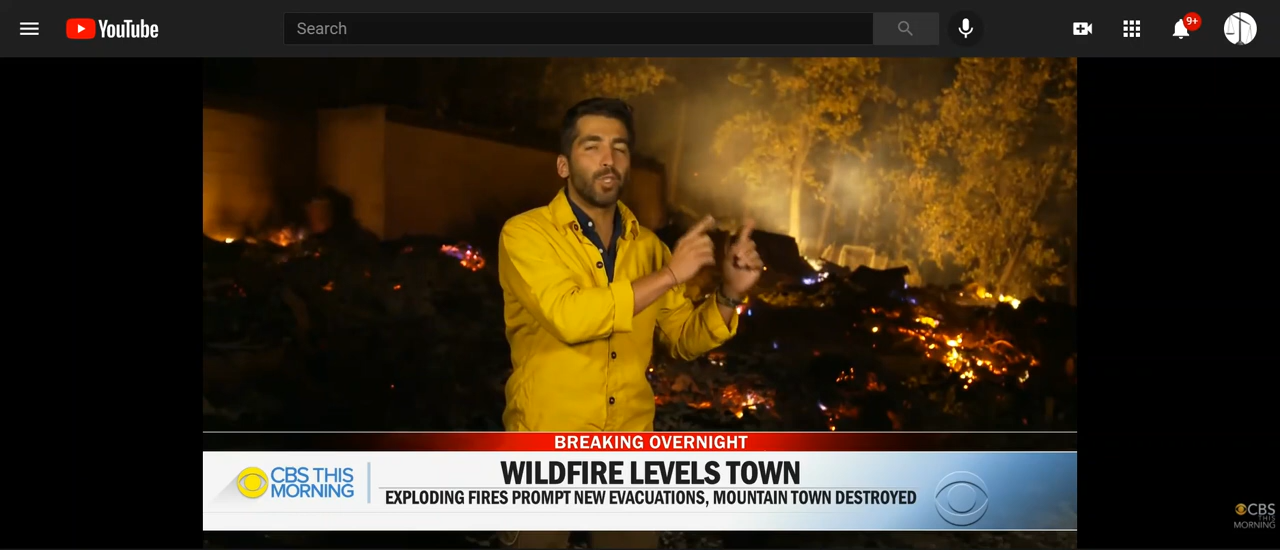 YouTube
Search
9+
BREAKING OVERNIGHT
CBS THIS
MORNING
WILDFIRE LEVELS TOWN
EXPLODING FIRES PROMPT NEW EVACUATIONS, MOUNTAIN TOWN DESTROYED
CBS
THIS
MORNING